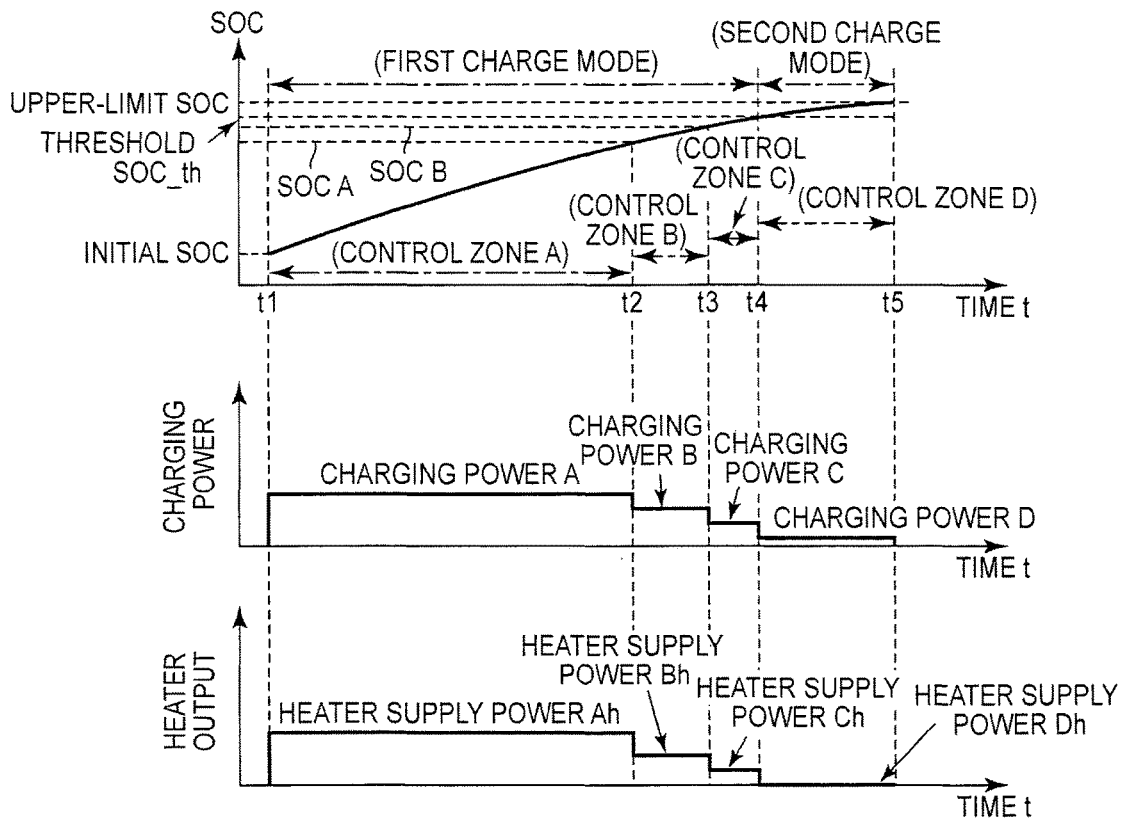 SOC
(FIRST CHARGE MODE)
(SECOND CHARGE
MODE)
UPPER-LIMIT SOC
THRESHOLD
SOC_th
SOC A
SOC B
(CONTROL
ZONE C)
(CONTROL
ZONE B)
(CONTROL ZONE D)
INITIAL SOC
(CONTROL ZONE A)
t1
t2
t3
t4
t5
TIME t
CHARGING
POWER
CHARGING POWER A
CHARGING
POWER B
CHARGING
POWER C
CHARGING POWER D
TIME t
HEATER
OUTPUT
HEATER SUPPLY POWER Ah
HEATER SUPPLY
POWER Bh
HEATER SUPPLY
POWER Ch
HEATER SUPPLY
POWER Dh
TIME t